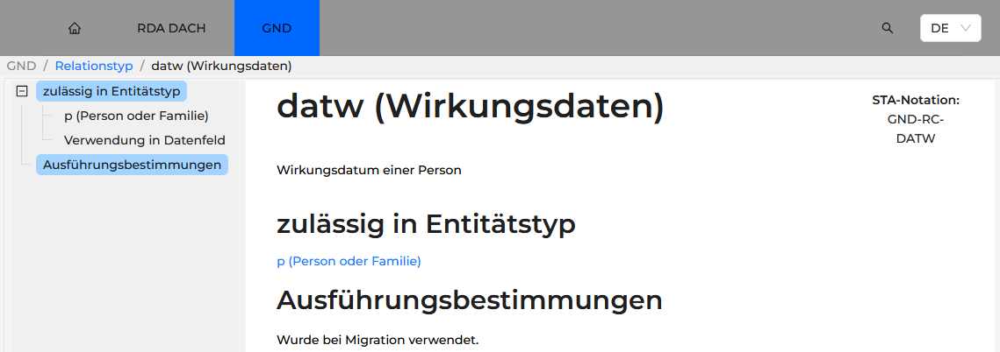 RDA DACH GND DE
GND / Relationstyp / datw (Wirkungsdaten)
zulässig in Entitätstyp
p (Person oder Familie)
Verwendung in Datenfeld
Ausführungsbestimmungen
datw (Wirkungsdaten)
STA-Notation:
GND-RC-
DATW
Wirkungsdatum einer Person
zulässig in Entitätstyp
p (Person oder Familie)
Ausführungsbestimmungen
Wurde bei Migration verwendet.